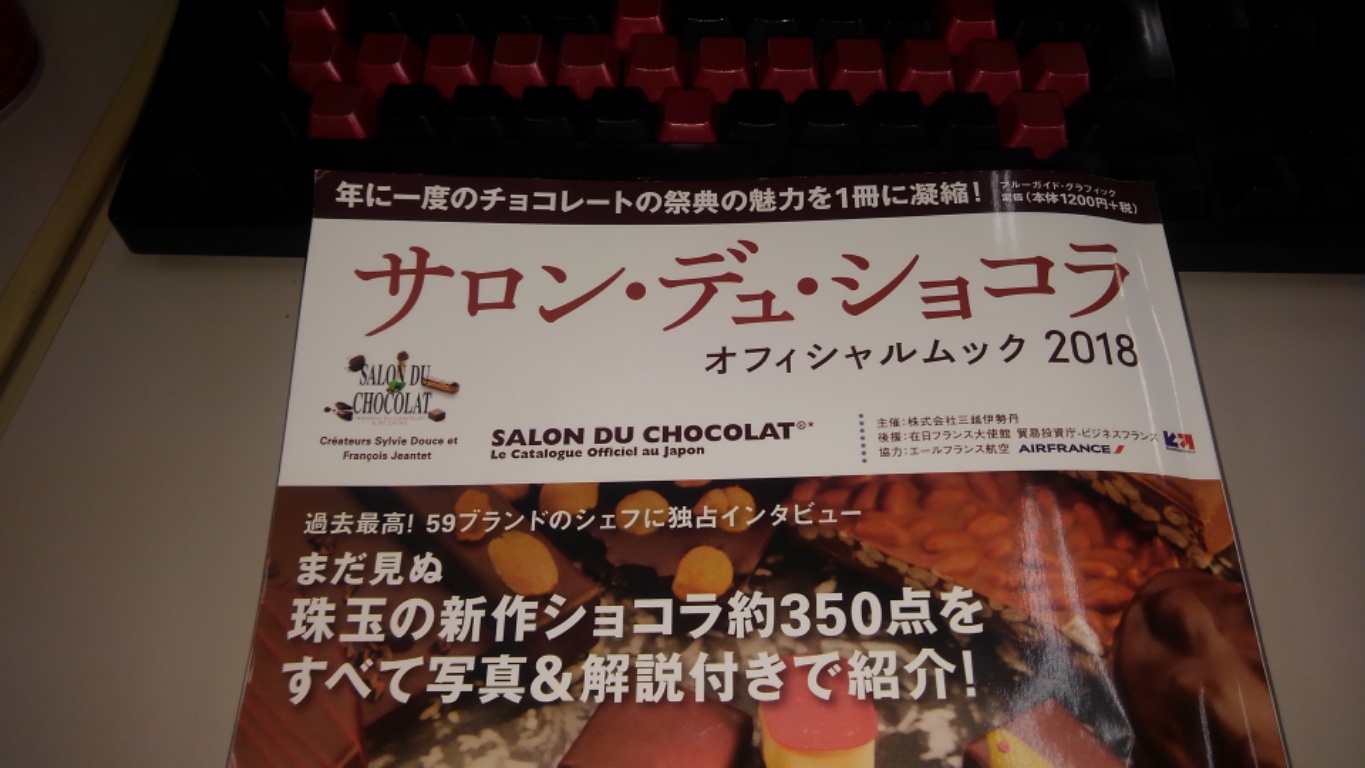 年に一度のチョコレートの祭典の魅力を1冊に凝縮!
ブルーガイド・グラフィック
定価(本体1200円+税)
サロン・デュ・ショコラ
オフィシャルムック 2018
SALON DU
CHOCOLAT
Créateurs Sylvie Douce et
François Jeantet
SALON DU CHOCOLAT®*
Le Catalogue Officiel au Japon
主催:株式会社三越伊勢丹
後援:在日フランス大使館 貿易投資庁-ビジネスフランス
協力:エールフランス航空 AIRFRANCE
過去最高! 59ブランドのシェフに独占インタビュー
まだ見ぬ
珠玉の新作ショコラ約350点を
すべて写真&解説付きで紹介!